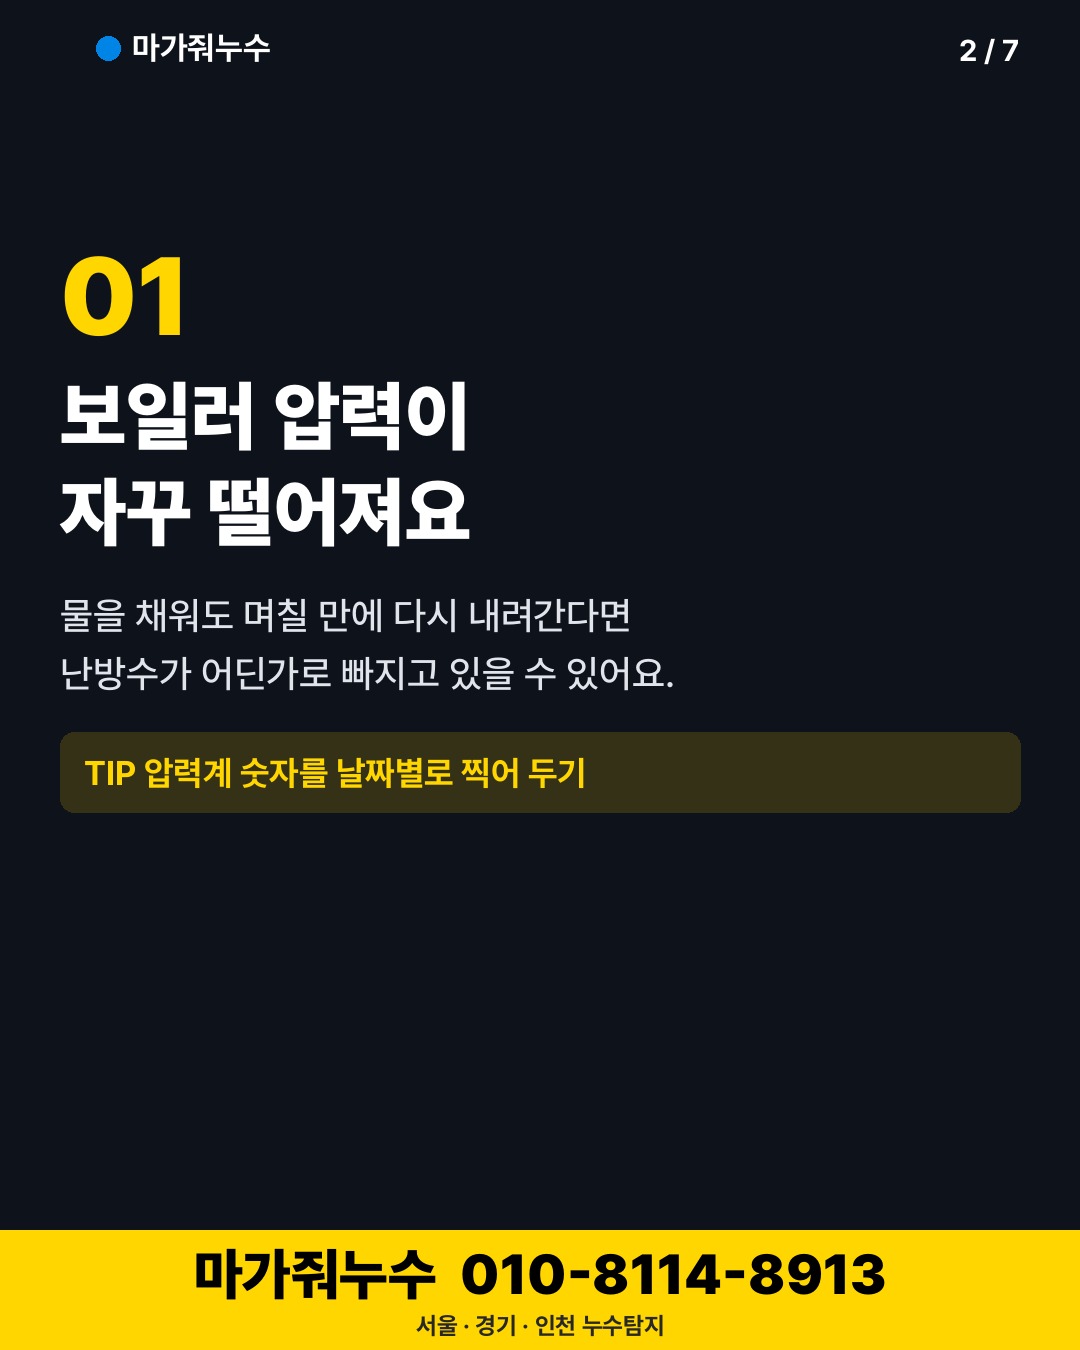 마가줘누수
2 / 7
01
보일러 압력이
자꾸 떨어져요
물을 채워도 며칠 만에 다시 내려간다면
난방수가 어딘가로 빠지고 있을 수 있어요.
TIP 압력계 숫자를 날짜별로 찍어 두기
마가줘누수 010-8114-8913
서울 · 경기 · 인천 누수탐지